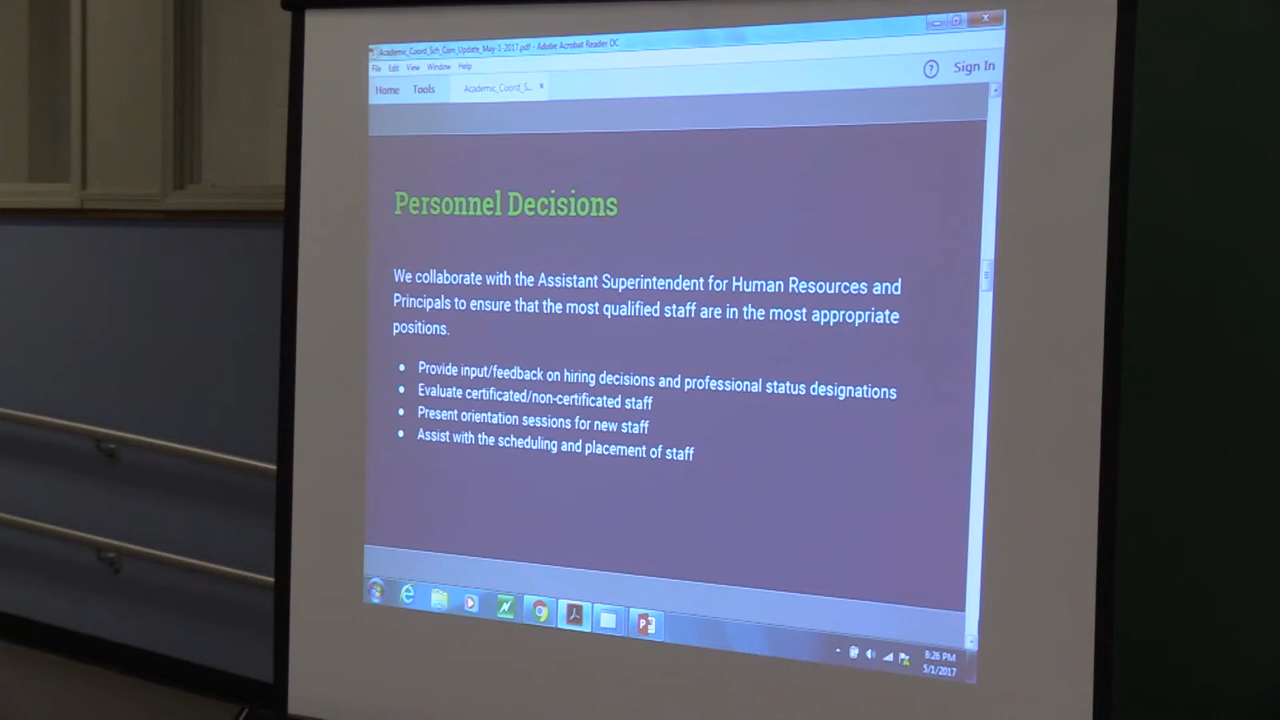 Academic_Coord_Sch_Com_Update_May-1-2017.pdf - Adobe Acrobat Reader DC
File Edit View Window Help
Home Tools Academic_Coord_S... x
? Sign In
Personnel Decisions
We collaborate with the Assistant Superintendent for Human Resources and
Principals to ensure that the most qualified staff are in the most appropriate
positions.
• Provide input/feedback on hiring decisions and professional status designations
• Evaluate certificated/non-certificated staff
• Present orientation sessions for new staff
• Assist with the scheduling and placement of staff
8:26 PM
5/1/2017